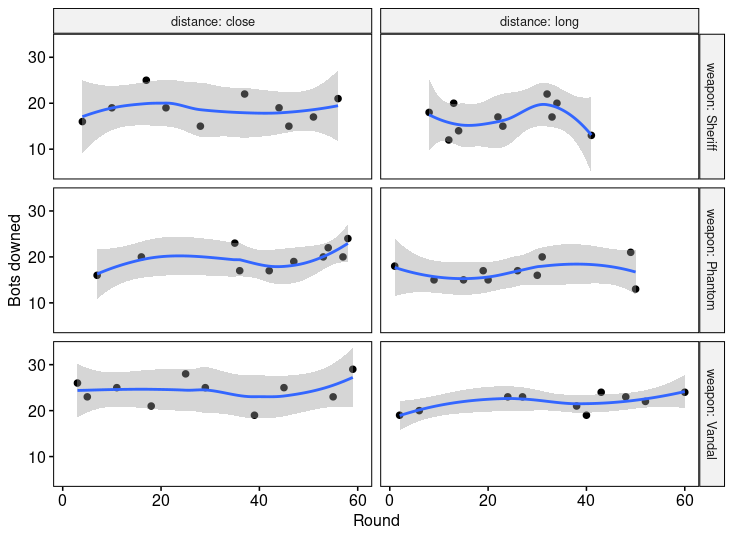 distance: close
distance: long
30
20
10
weapon: Sheriff
Bots downed
30
20
10
weapon: Phantom
30
20
10
weapon: Vandal
0
20
40
60
0
20
40
60
Round